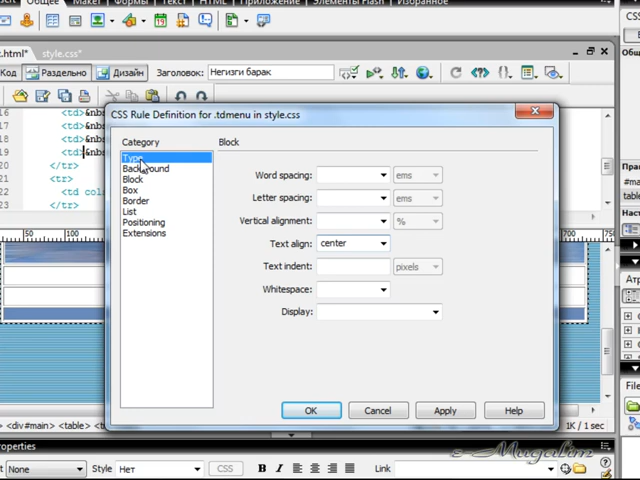 Общее Макет Формы Текст Приложение Элементы Flash Избранное
.html* style.css*
Код Разделено Дизайн Заголовок: Негизги барак
CSS Rule Definition for .tdmenu in style.css
Category
Type
Background
Block
Box
Border
List
Positioning
Extensions
Block
Word spacing: ems
Letter spacing: ems
Vertical alignment: %
Text align: center
Text indent: pixels
Whitespace:
Display:
OK Cancel Apply Help
16 <td>&nbs
17 <td>&nbs
18 <td>&nbs
19 <td>&nbs
20 </tr>
21 <tr>
22 <td col
23 </tr>
<div #main> <table> 1K / 1 sec
e-Mugalim
Properties
None Style Нет CSS B I Link